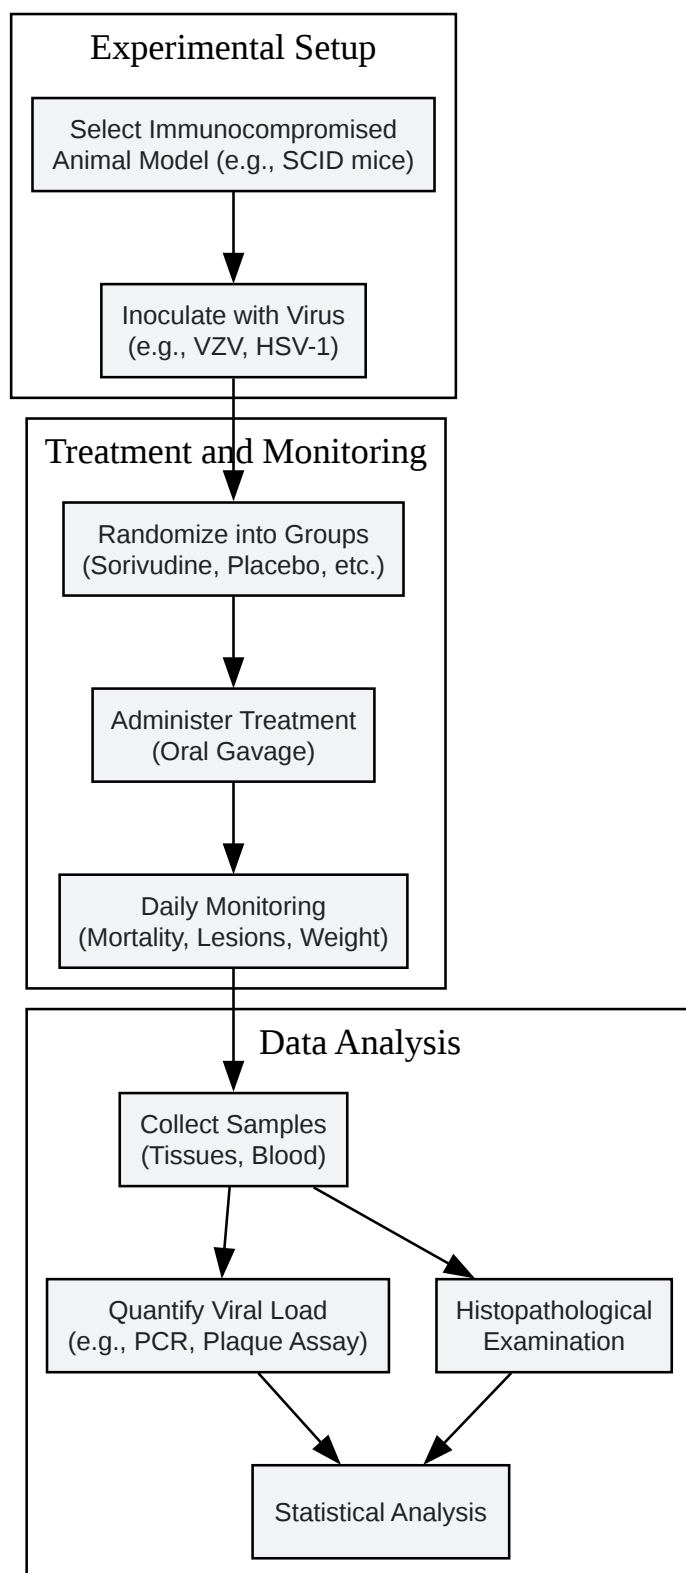 Experimental Setup
Select Immunocompromised
Animal Model (e.g., SCID mice)
Inoculate with Virus
(e.g., VZV, HSV-1)
Treatment and Monitoring
Randomize into Groups
(Sorivudine, Placebo, etc.)
Administer Treatment
(Oral Gavage)
Daily Monitoring
(Mortality, Lesions, Weight)
Data Analysis
Collect Samples
(Tissues, Blood)
Quantify Viral Load
(e.g., PCR, Plaque Assay)
Histopathological
Examination
Statistical Analysis